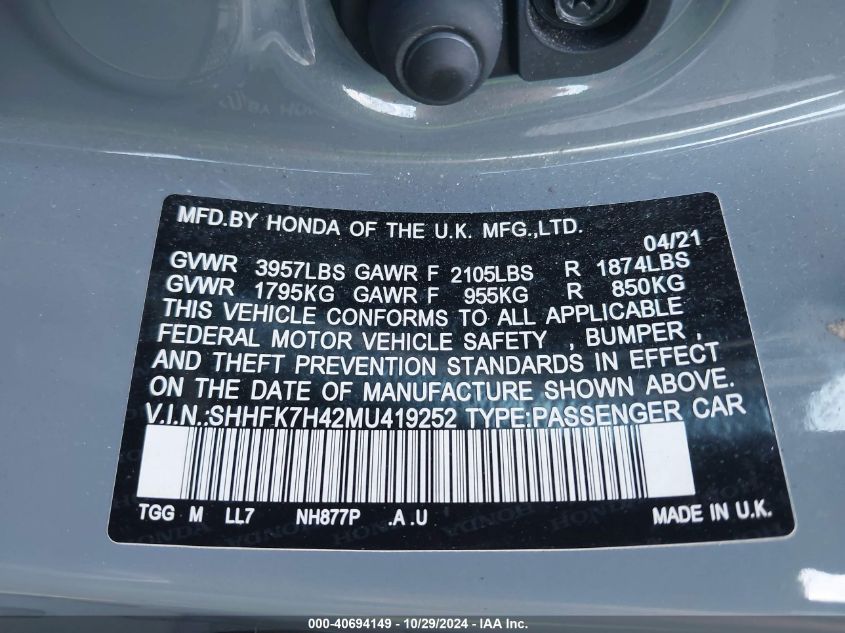 MFD.BY HONDA OF THE U.K. MFG.,LTD.
04/21
GVWR 3957LBS GAWR F 2105LBS R 1874LBS
GVWR 1795KG GAWR F 955KG R 850KG
THIS VEHICLE CONFORMS TO ALL APPLICABLE
FEDERAL MOTOR VEHICLE SAFETY , BUMPER ,
AND THEFT PREVENTION STANDARDS IN EFFECT
ON THE DATE OF MANUFACTURE SHOWN ABOVE.
V.I.N.:SHHFK7H42MU419252 TYPE:PASSENGER CAR
TGG M LL7 NH877P .A .U MADE IN U.K.
000-40694149 - 10/29/2024 - IAA Inc.